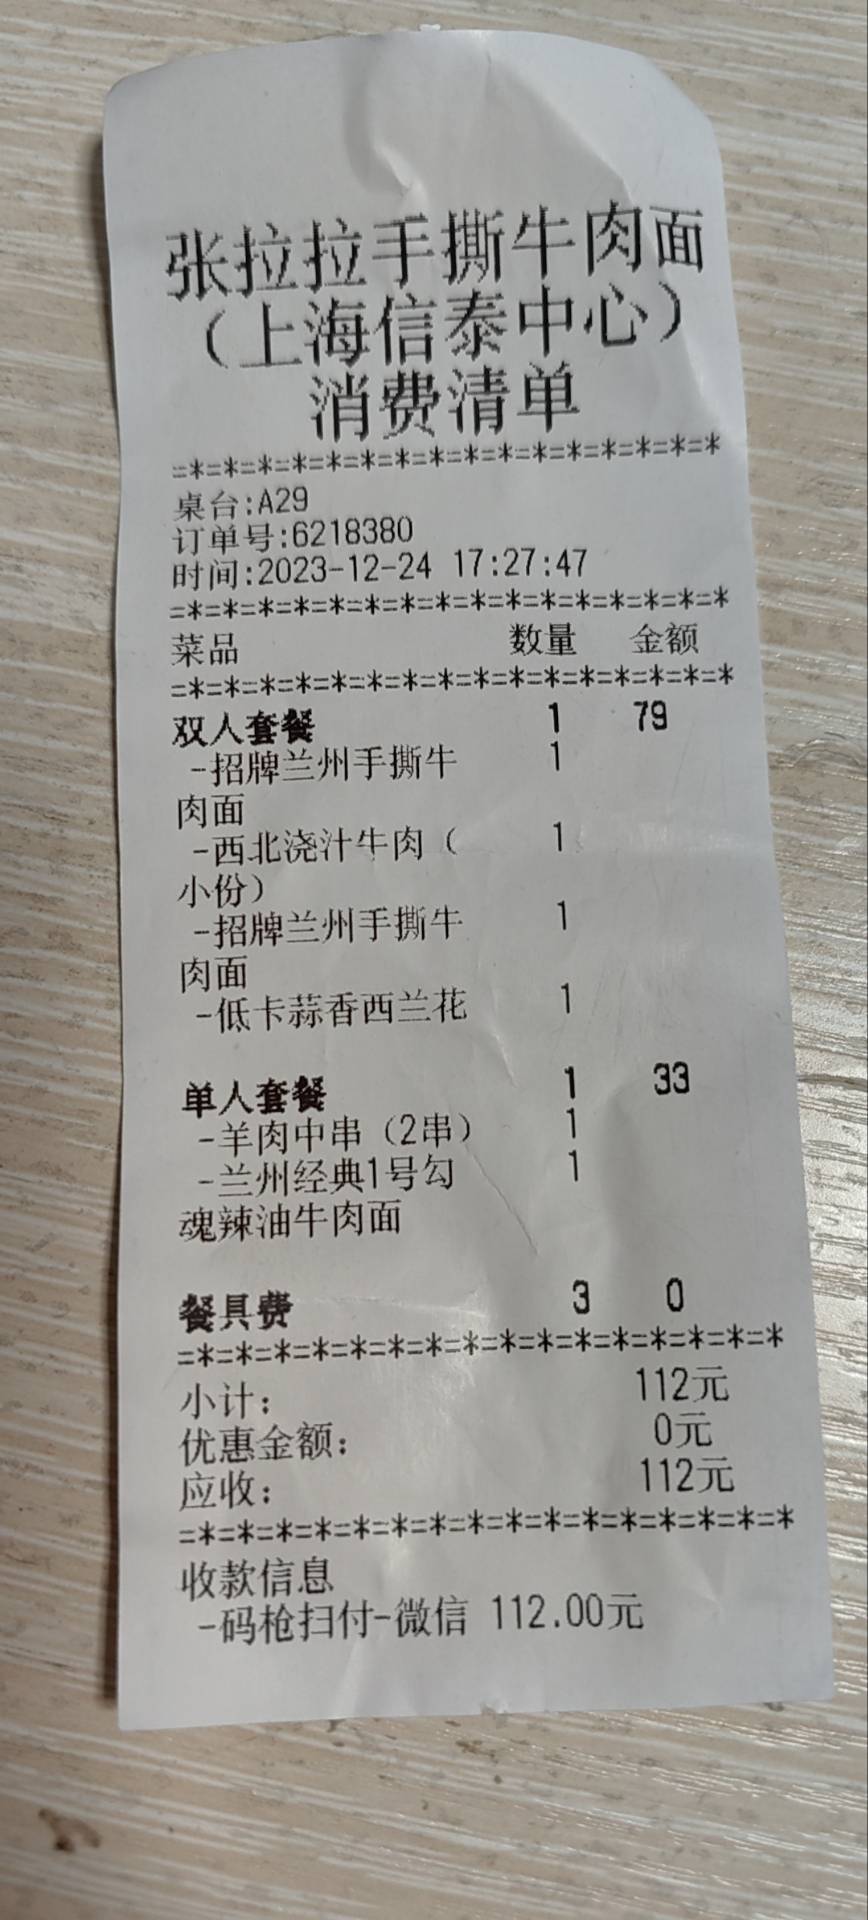 张拉拉手撕牛肉面
（上海信泰中心）
消费清单
=*=*=*=*=*=*=*=*=*=*=*=*=*=*=*=*
桌台:A29
订单号:6218380
时间:2023-12-24 17:27:47
=*=*=*=*=*=*=*=*=*=*=*=*=*=*=*=*
菜品 数量 金额
=*=*=*=*=*=*=*=*=*=*=*=*=*=*=*=*
双人套餐 1 79
-招牌兰州手撕牛 1
肉面
-西北浇汁牛肉（ 1
小份）
-招牌兰州手撕牛 1
肉面
-低卡蒜香西兰花 1
单人套餐 1 33
-羊肉中串（2串） 1
-兰州经典1号勾 1
魂辣油牛肉面
餐具费 3 0
=*=*=*=*=*=*=*=*=*=*=*=*=*=*=*=*
小计： 112元
优惠金额： 0元
应收： 112元
=*=*=*=*=*=*=*=*=*=*=*=*=*=*=*=*
收款信息
-码枪扫付-微信 112.00元